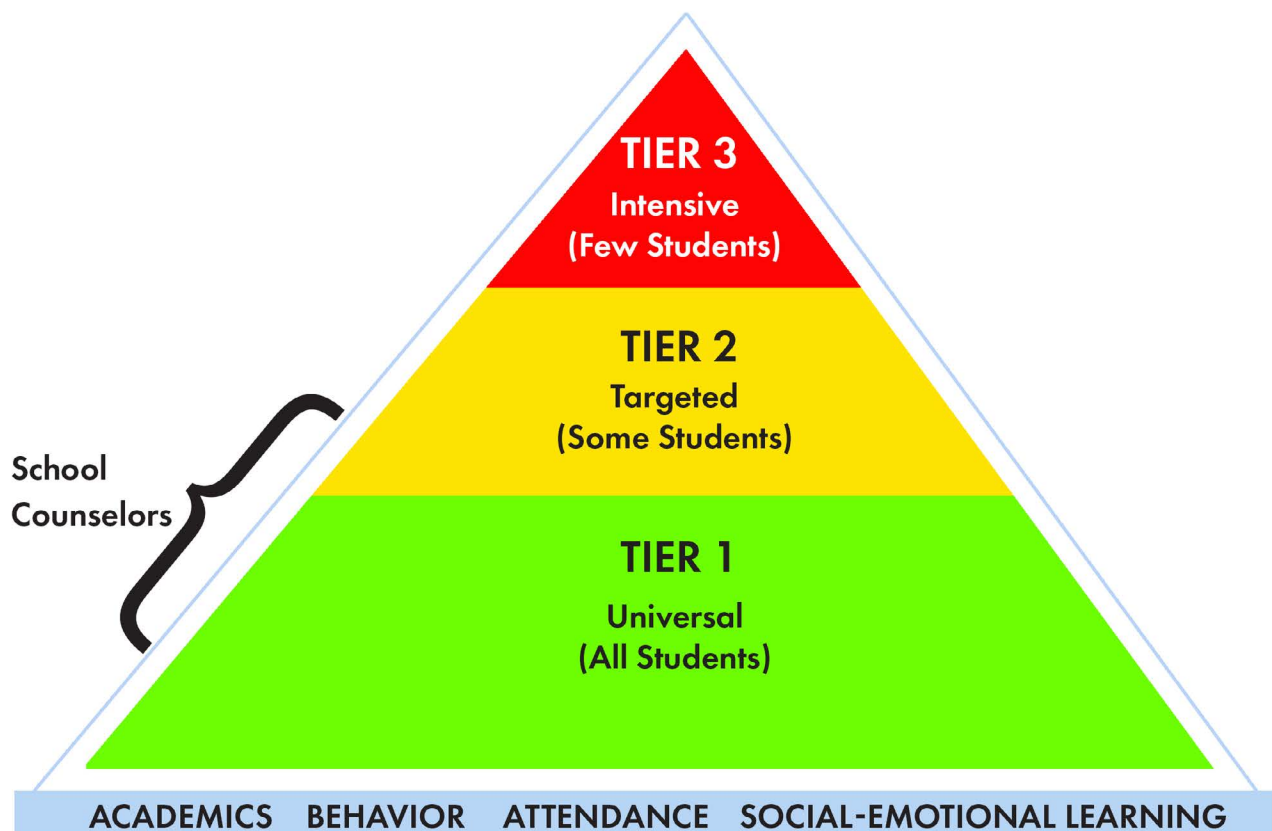 TIER 3
Intensive
(Few Students)
TIER 2
Targeted
(Some Students)
School
Counselors
TIER 1
Universal
(All Students)
ACADEMICS BEHAVIOR ATTENDANCE SOCIAL-EMOTIONAL LEARNING